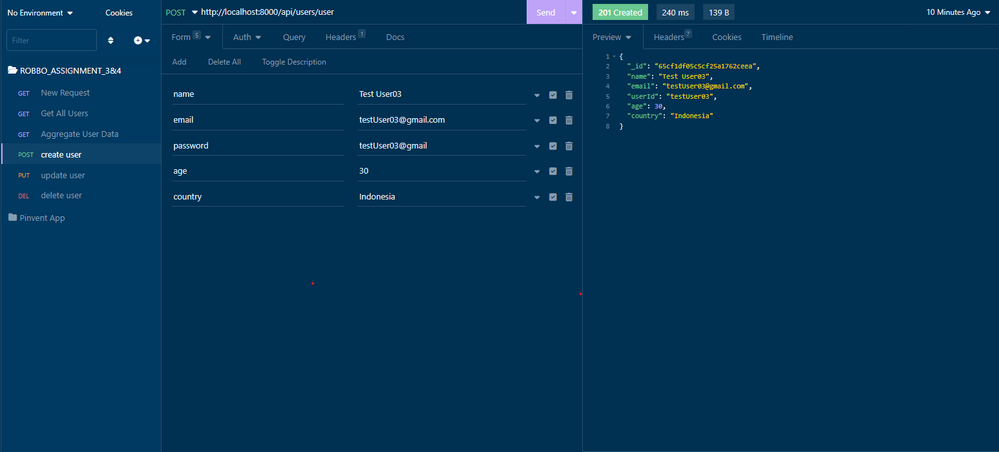 No Environment
Cookies
Filter
ROBBO_ASSIGNMENT_3&4
GET New Request
GET Get All Users
GET Aggregate User Data
POST create user
PUT update user
DEL delete user
Pinvent App
POST http://localhost:8000/api/users/user Send
Form 5 Auth Query Headers 1 Docs
Add Delete All Toggle Description
name Test User03
email testUser03@gmail.com
password testUser03@gmail
age 30
country Indonesia
201 Created 240 ms 139 B 10 Minutes Ago
Preview Headers 7 Cookies Timeline
1 {
2 "_id": "65cf1df05c5cf25a1762ceea",
3 "name": "Test User03",
4 "email": "testUser03@gmail.com",
5 "userId": "testUser03",
6 "age": 30,
7 "country": "Indonesia"
8 }